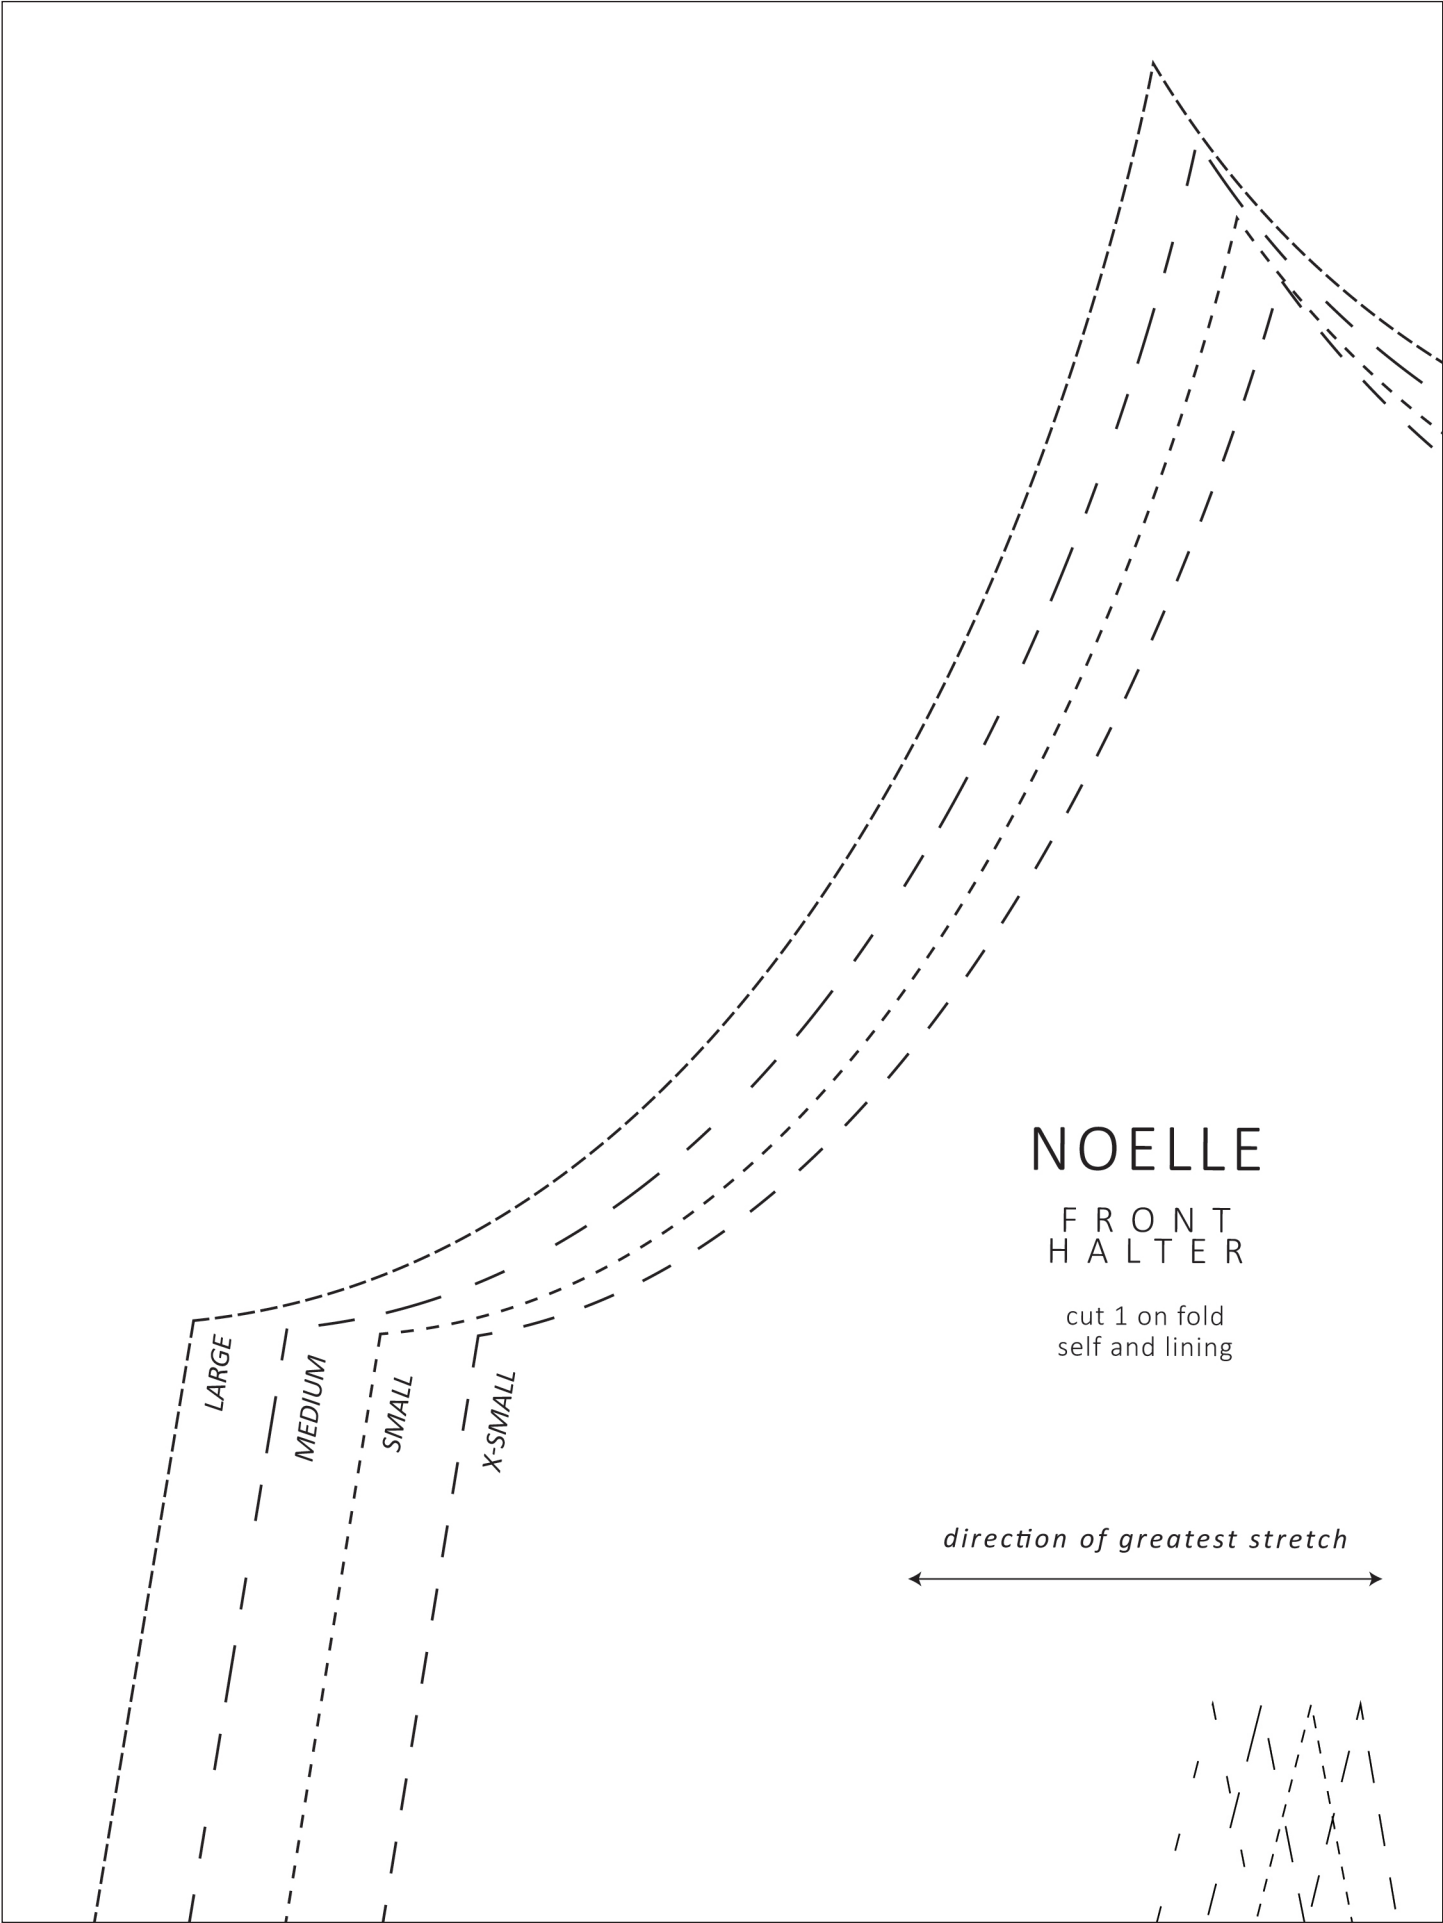 NOELLE
FRONT
HALTER
cut 1 on fold
self and lining
LARGE
MEDIUM
SMALL
X-SMALL
direction of greatest stretch